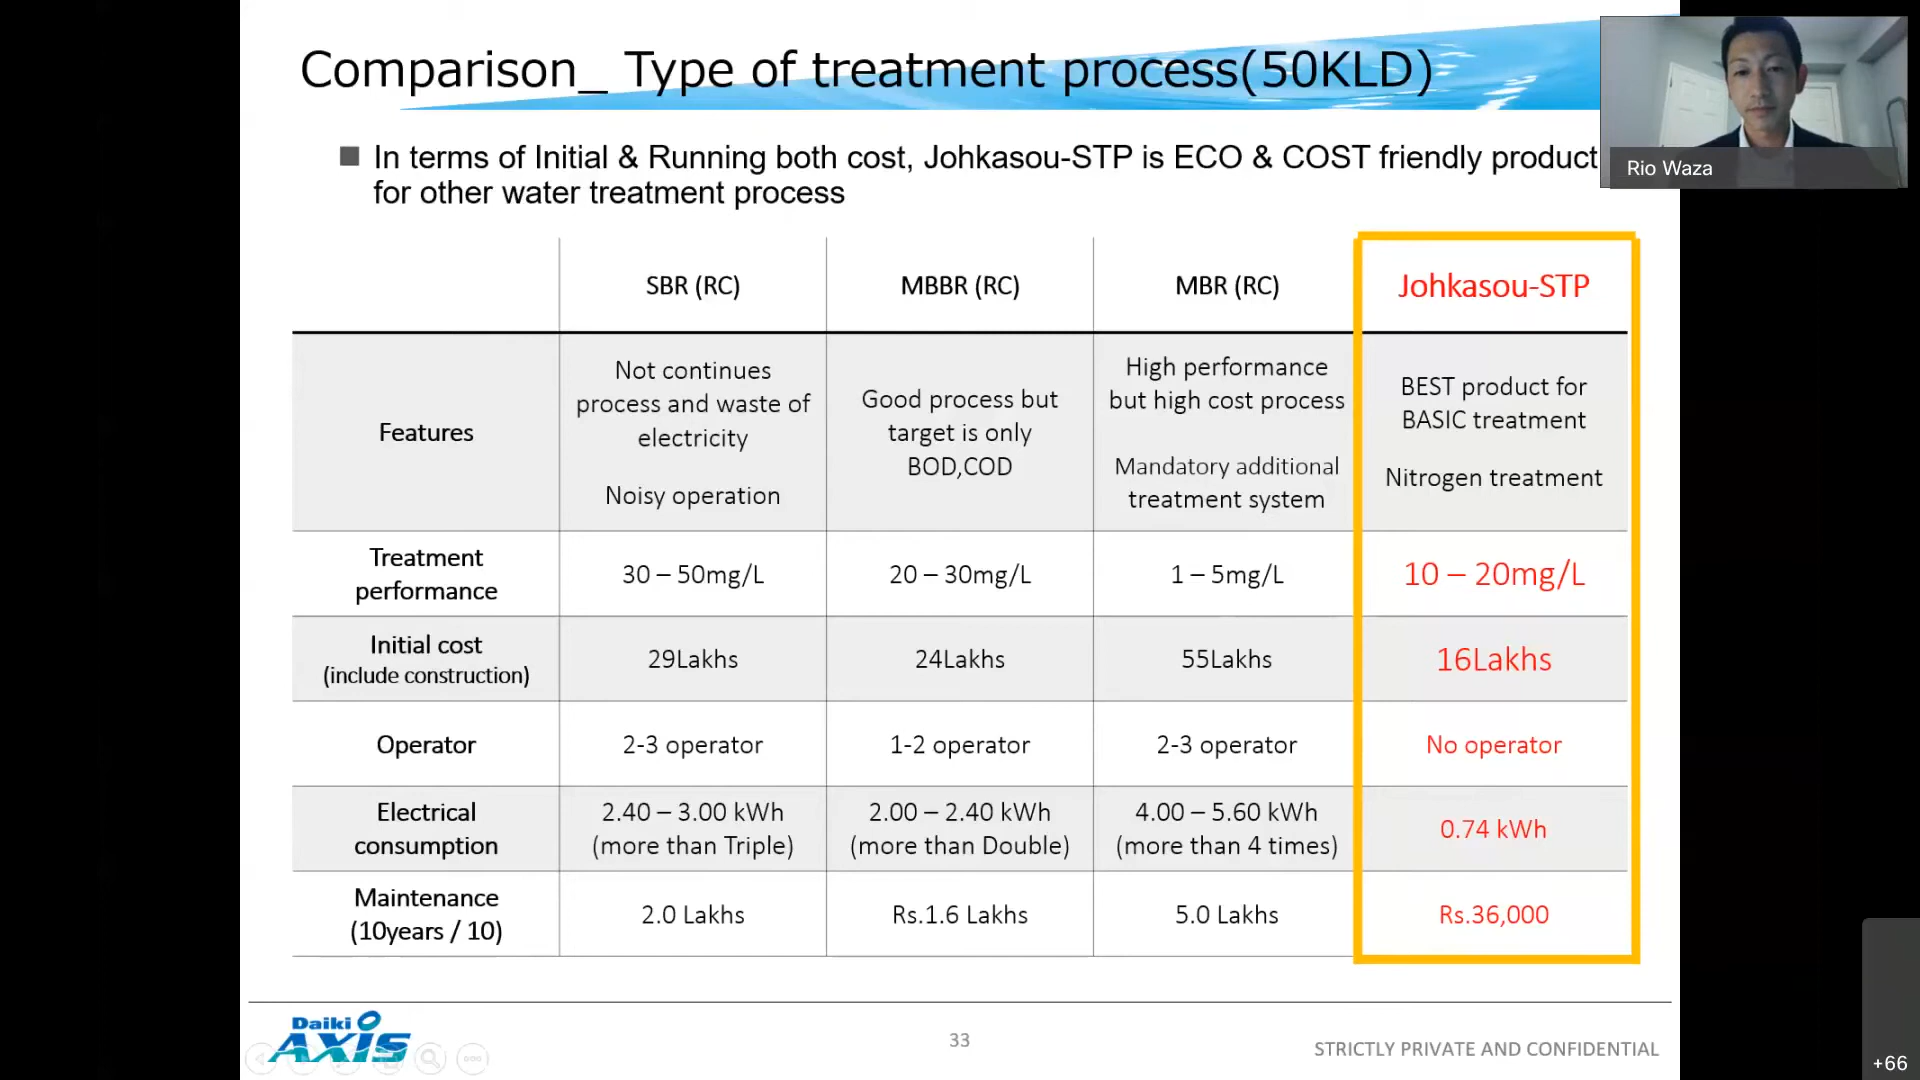 Comparison_ Type of treatment process(50KLD)
Rio Waza
In terms of Initial & Running both cost, Johkasou-STP is ECO & COST friendly product
for other water treatment process
SBR (RC)
MBBR (RC)
MBR (RC)
Johkasou-STP
Features
Not continues
process and waste of
electricity
Noisy operation
Good process but
target is only
BOD,COD
High performance
but high cost process
Mandatory additional
treatment system
BEST product for
BASIC treatment
Nitrogen treatment
Treatment
performance
30 – 50mg/L
20 – 30mg/L
1 – 5mg/L
10 – 20mg/L
Initial cost
(include construction)
29Lakhs
24Lakhs
55Lakhs
16Lakhs
Operator
2-3 operator
1-2 operator
2-3 operator
No operator
Electrical
consumption
2.40 – 3.00 kWh
(more than Triple)
2.00 – 2.40 kWh
(more than Double)
4.00 – 5.60 kWh
(more than 4 times)
0.74 kWh
Maintenance
(10years / 10)
2.0 Lakhs
Rs.1.6 Lakhs
5.0 Lakhs
Rs.36,000
Daiki
AXIS
33
STRICTLY PRIVATE AND CONFIDENTIAL
+66